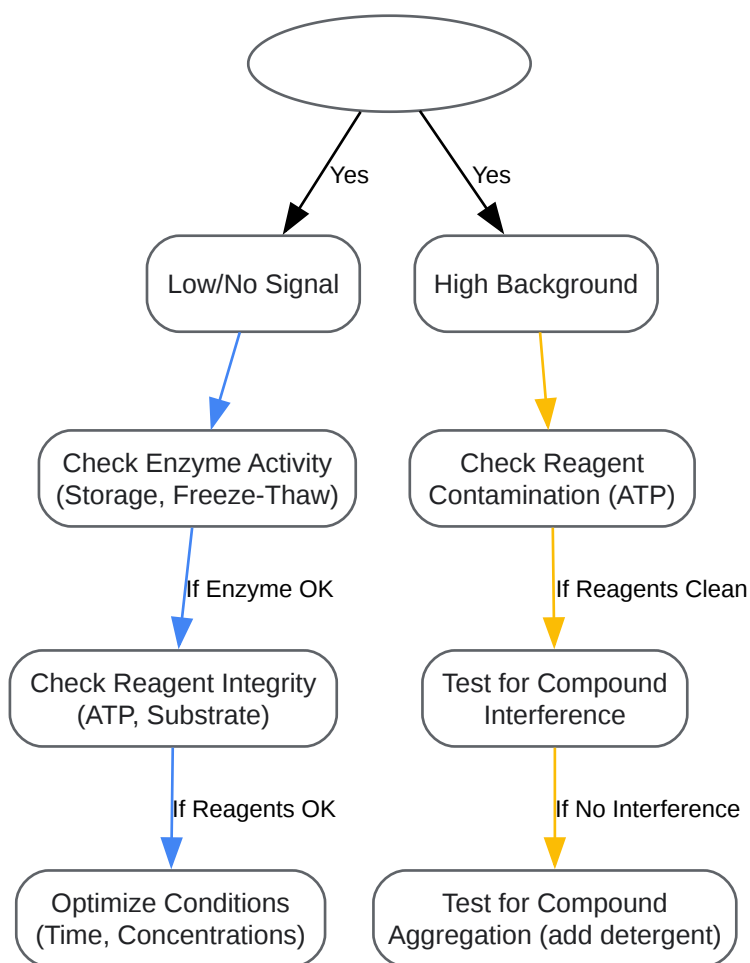 Yes
Yes
Low/No Signal
High Background
Check Enzyme Activity
(Storage, Freeze-Thaw)
Check Reagent
Contamination (ATP)
If Enzyme OK
If Reagents Clean
Check Reagent Integrity
(ATP, Substrate)
Test for Compound
Interference
If Reagents OK
If No Interference
Optimize Conditions
(Time, Concentrations)
Test for Compound
Aggregation (add detergent)